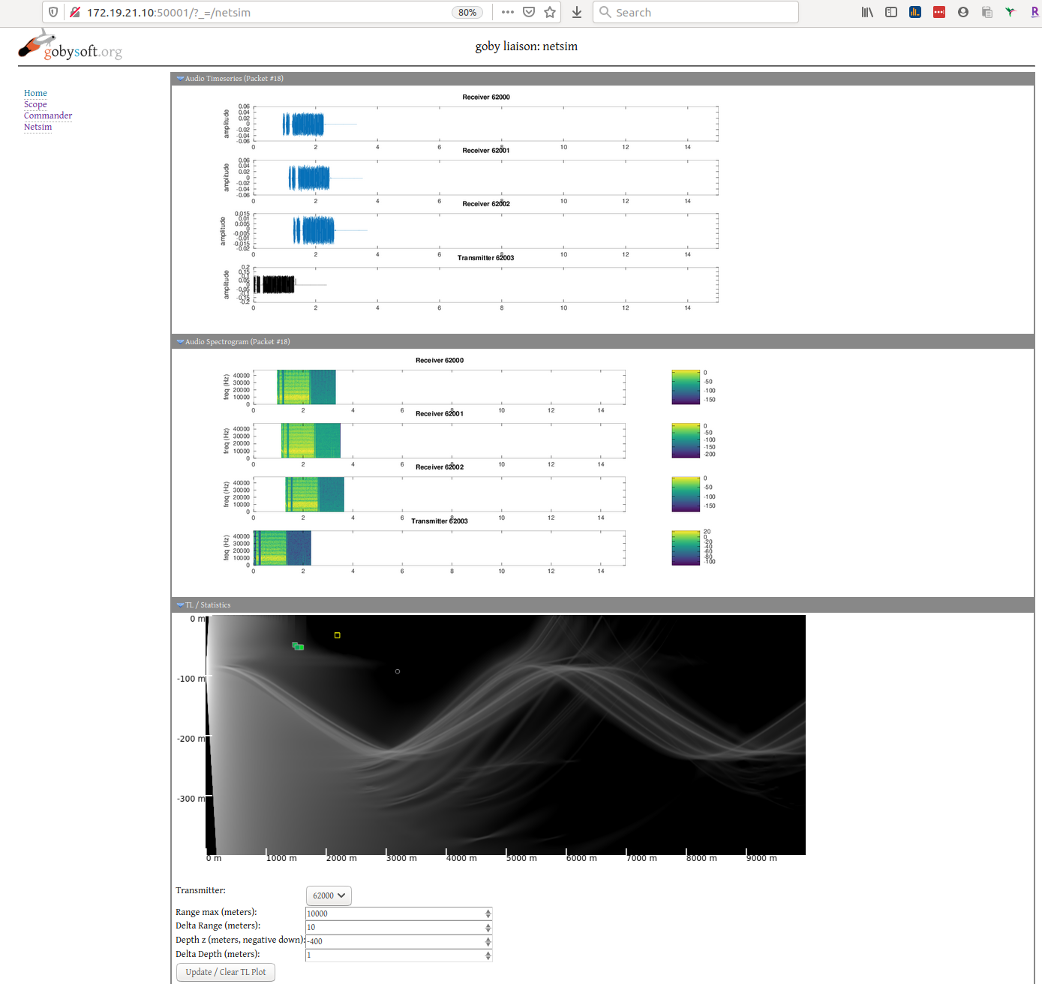 172.19.21.10:50001/?_=/netsim 80% Search
gobysoft.org goby liaison: netsim
Home
Scope
Commander
Netsim
Audio Timeseries (Packet #18)
Receiver 62000
amplitude
0.06
0.04
0.02
0
-0.02
-0.04
-0.06
0 2 4 6 8 10 12 14
Receiver 62001
amplitude
0.06
0.04
0.02
0
-0.02
-0.04
-0.06
0 2 4 6 8 10 12 14
Receiver 62002
amplitude
0.015
0.01
0.005
0
-0.005
-0.015
-0.02
0 2 4 6 8 10 12 14
Transmitter 62003
amplitude
0.2
0.15
-0.15
-0.2
0 2 4 6 8 10 12 14
Audio Spectrogram (Packet #18)
Receiver 62000
freq (Hz)
40000
30000
20000
10000
0
0 2 4 6 8 10 12 14
0
-50
-100
-150
Receiver 62001
freq (Hz)
40000
30000
20000
10000
0
0 2 4 6 8 10 12 14
0
-50
-100
-150
-200
Receiver 62002
freq (Hz)
40000
30000
20000
10000
0
0 2 4 6 8 10 12 14
0
-50
-100
-150
Transmitter 62003
freq (Hz)
40000
30000
20000
10000
0
0 2 4 6 8 10 12 14
20
0
-20
-40
-60
-80
-100
TL / Statistics
0 m
-100 m
-200 m
-300 m
0 m 1000 m 2000 m 3000 m 4000 m 5000 m 6000 m 7000 m 8000 m 9000 m
Transmitter: 62000
Range max (meters): 10000
Delta Range (meters): 10
Depth z (meters, negative down): -400
Delta Depth (meters): 1
Update / Clear TL Plot